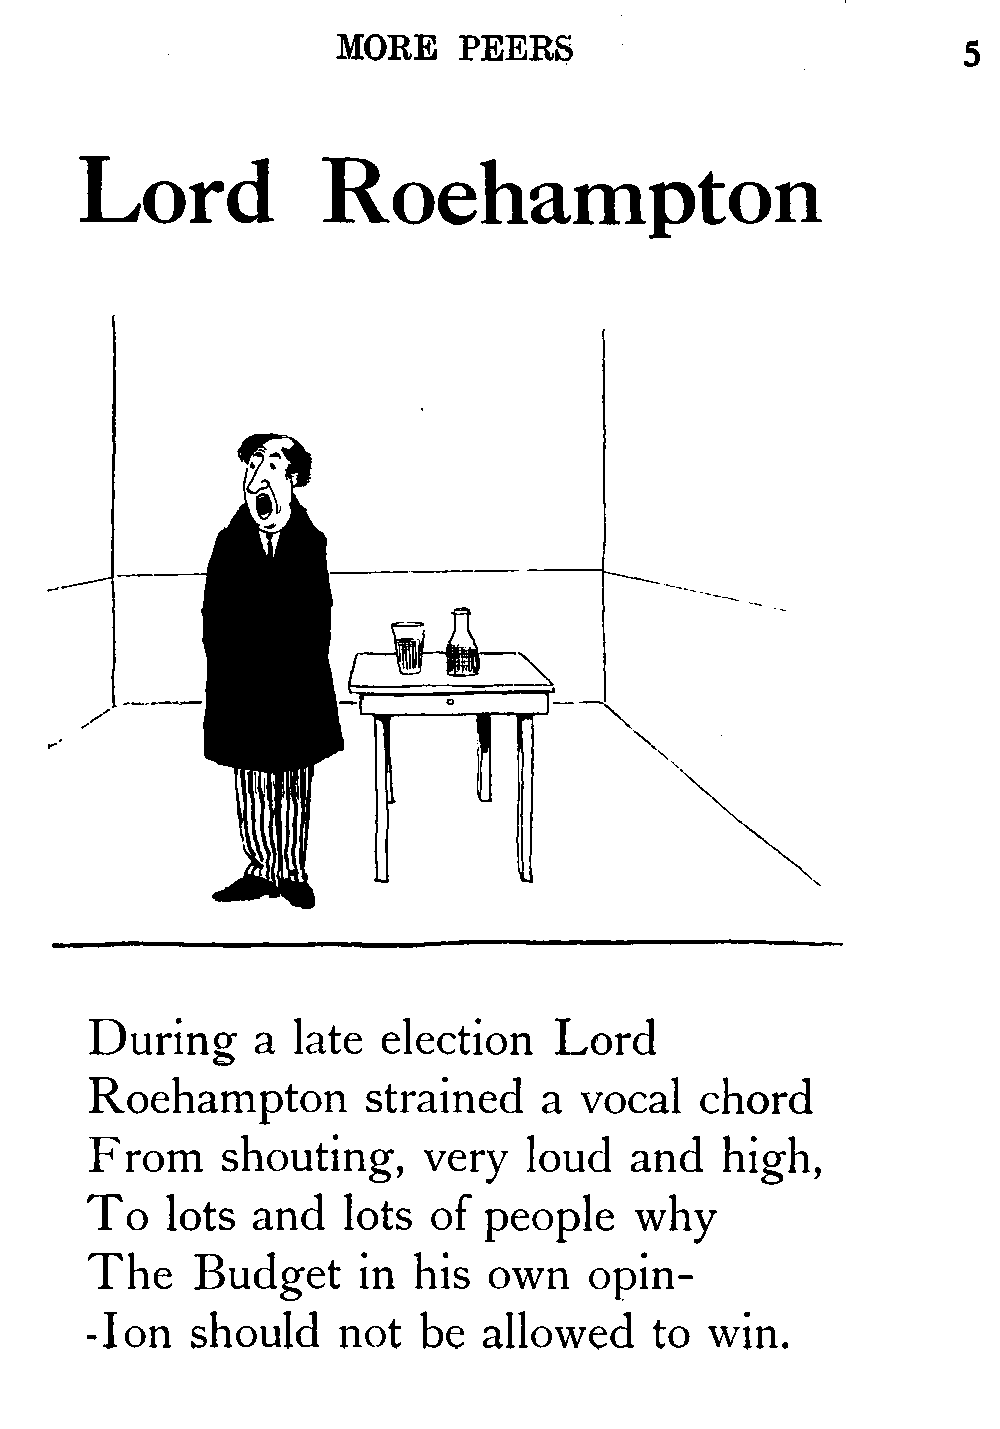 MORE PEERS 5
Lord Roehampton
During a late election Lord
Roehampton strained a vocal chord
From shouting, very loud and high,
To lots and lots of people why
The Budget in his own opin-
-Ion should not be allowed to win.